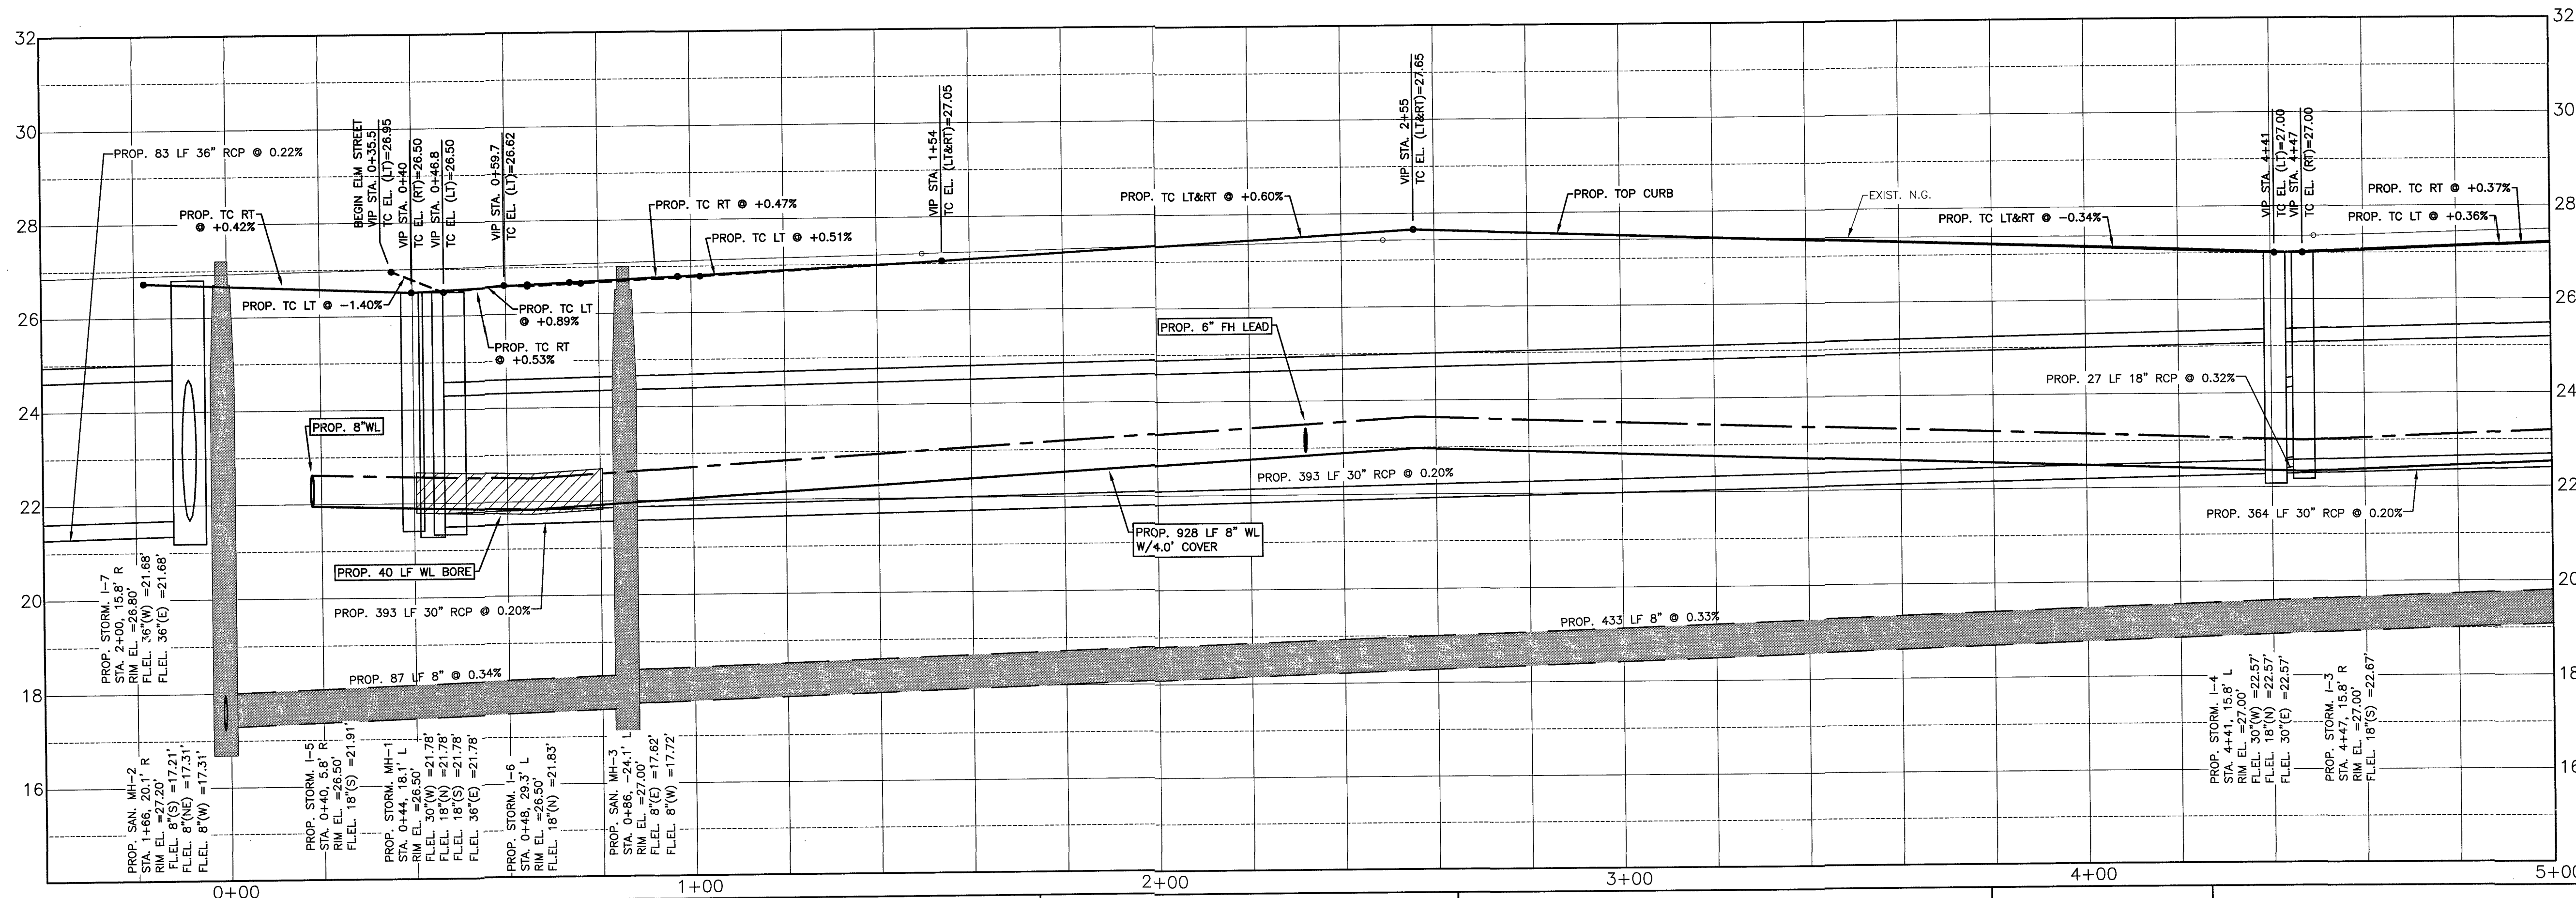 32
30
28
26
24
22
20
18
16
32
30
28
26
24
22
20
18
16
PROP. 83 LF 36" RCP @ 0.22%
PROP. TC RT
@ +0.42%
BEGIN ELM STREET
VIP STA. 0+35.5
TC EL. (LT)=26.95
VIP STA. 0+40
TC EL. (RT)=26.50
VIP STA. 0+46.8
TC EL. (LT)=26.50
VIP STA. 0+59.7
TC EL. (LT)=26.62
PROP. TC LT @ -1.40%
PROP. TC LT
@ +0.89%
PROP. TC RT
@ +0.53%
PROP. TC RT @ +0.47%
PROP. TC LT @ +0.51%
VIP STA. 1+54
TC EL. (LT&RT)=27.05
PROP. TC LT&RT @ +0.60%
VIP STA. 2+55
TC EL. (LT&RT)=27.65
PROP. TOP CURB
EXIST. N.G.
PROP. TC LT&RT @ -0.34%
VIP STA. 4+41
TC EL. (LT)=27.00
VIP STA. 4+47
TC EL. (RT)=27.00
PROP. TC RT @ +0.37%
PROP. TC LT @ +0.36%
PROP. 8"WL
PROP. 6" FH LEAD
PROP. 27 LF 18" RCP @ 0.32%
PROP. 393 LF 30" RCP @ 0.20%
PROP. 364 LF 30" RCP @ 0.20%
PROP. 928 LF 8" WL
W/4.0' COVER
PROP. 40 LF WL BORE
PROP. 393 LF 30" RCP @ 0.20%
PROP. 433 LF 8" @ 0.33%
PROP. 87 LF 8" @ 0.34%
PROP. STORM. I-7
STA. 2+00, 15.8' R
RIM EL. =26.80'
FL.EL. 36"(W) =21.68'
FL.EL. 36"(E) =21.68'
PROP. SAN. MH-2
STA. 1+66, 20.1' R
RIM EL. =27.20'
FL.EL. 8"(S) =17.21'
FL.EL. 8"(NE) =17.31'
FL.EL. 8"(W) =17.31'
PROP. STORM. I-5
STA. 0+40, 5.8' R
RIM EL. =26.50'
FL.EL. 18"(S) =21.91'
PROP. STORM. MH-1
STA. 0+44, 18.1' L
RIM EL. =26.50'
FL.EL. 30"(W) =21.78'
FL.EL. 18"(N) =21.78'
FL.EL. 18"(S) =21.78'
FL.EL. 36"(E) =21.78'
PROP. STORM. I-6
STA. 0+48, 29.3' L
RIM EL. =26.50'
FL.EL. 18"(N) =21.83'
PROP. SAN. MH-3
STA. 0+86, -24.1' L
RIM EL. =27.00'
FL.EL. 8"(E) =17.62'
FL.EL. 8"(W) =17.72'
PROP. STORM. I-4
STA. 4+41, 15.8' L
RIM EL. =27.00'
FL.EL. 30"(W) =22.57'
FL.EL. 18"(N) =22.57'
FL.EL. 30"(E) =22.57'
PROP. STORM. I-3
STA. 4+47, 15.8' R
RIM EL. =27.00'
FL.EL. 18"(S) =22.67'
0+00
1+00
2+00
3+00
4+00
5+00